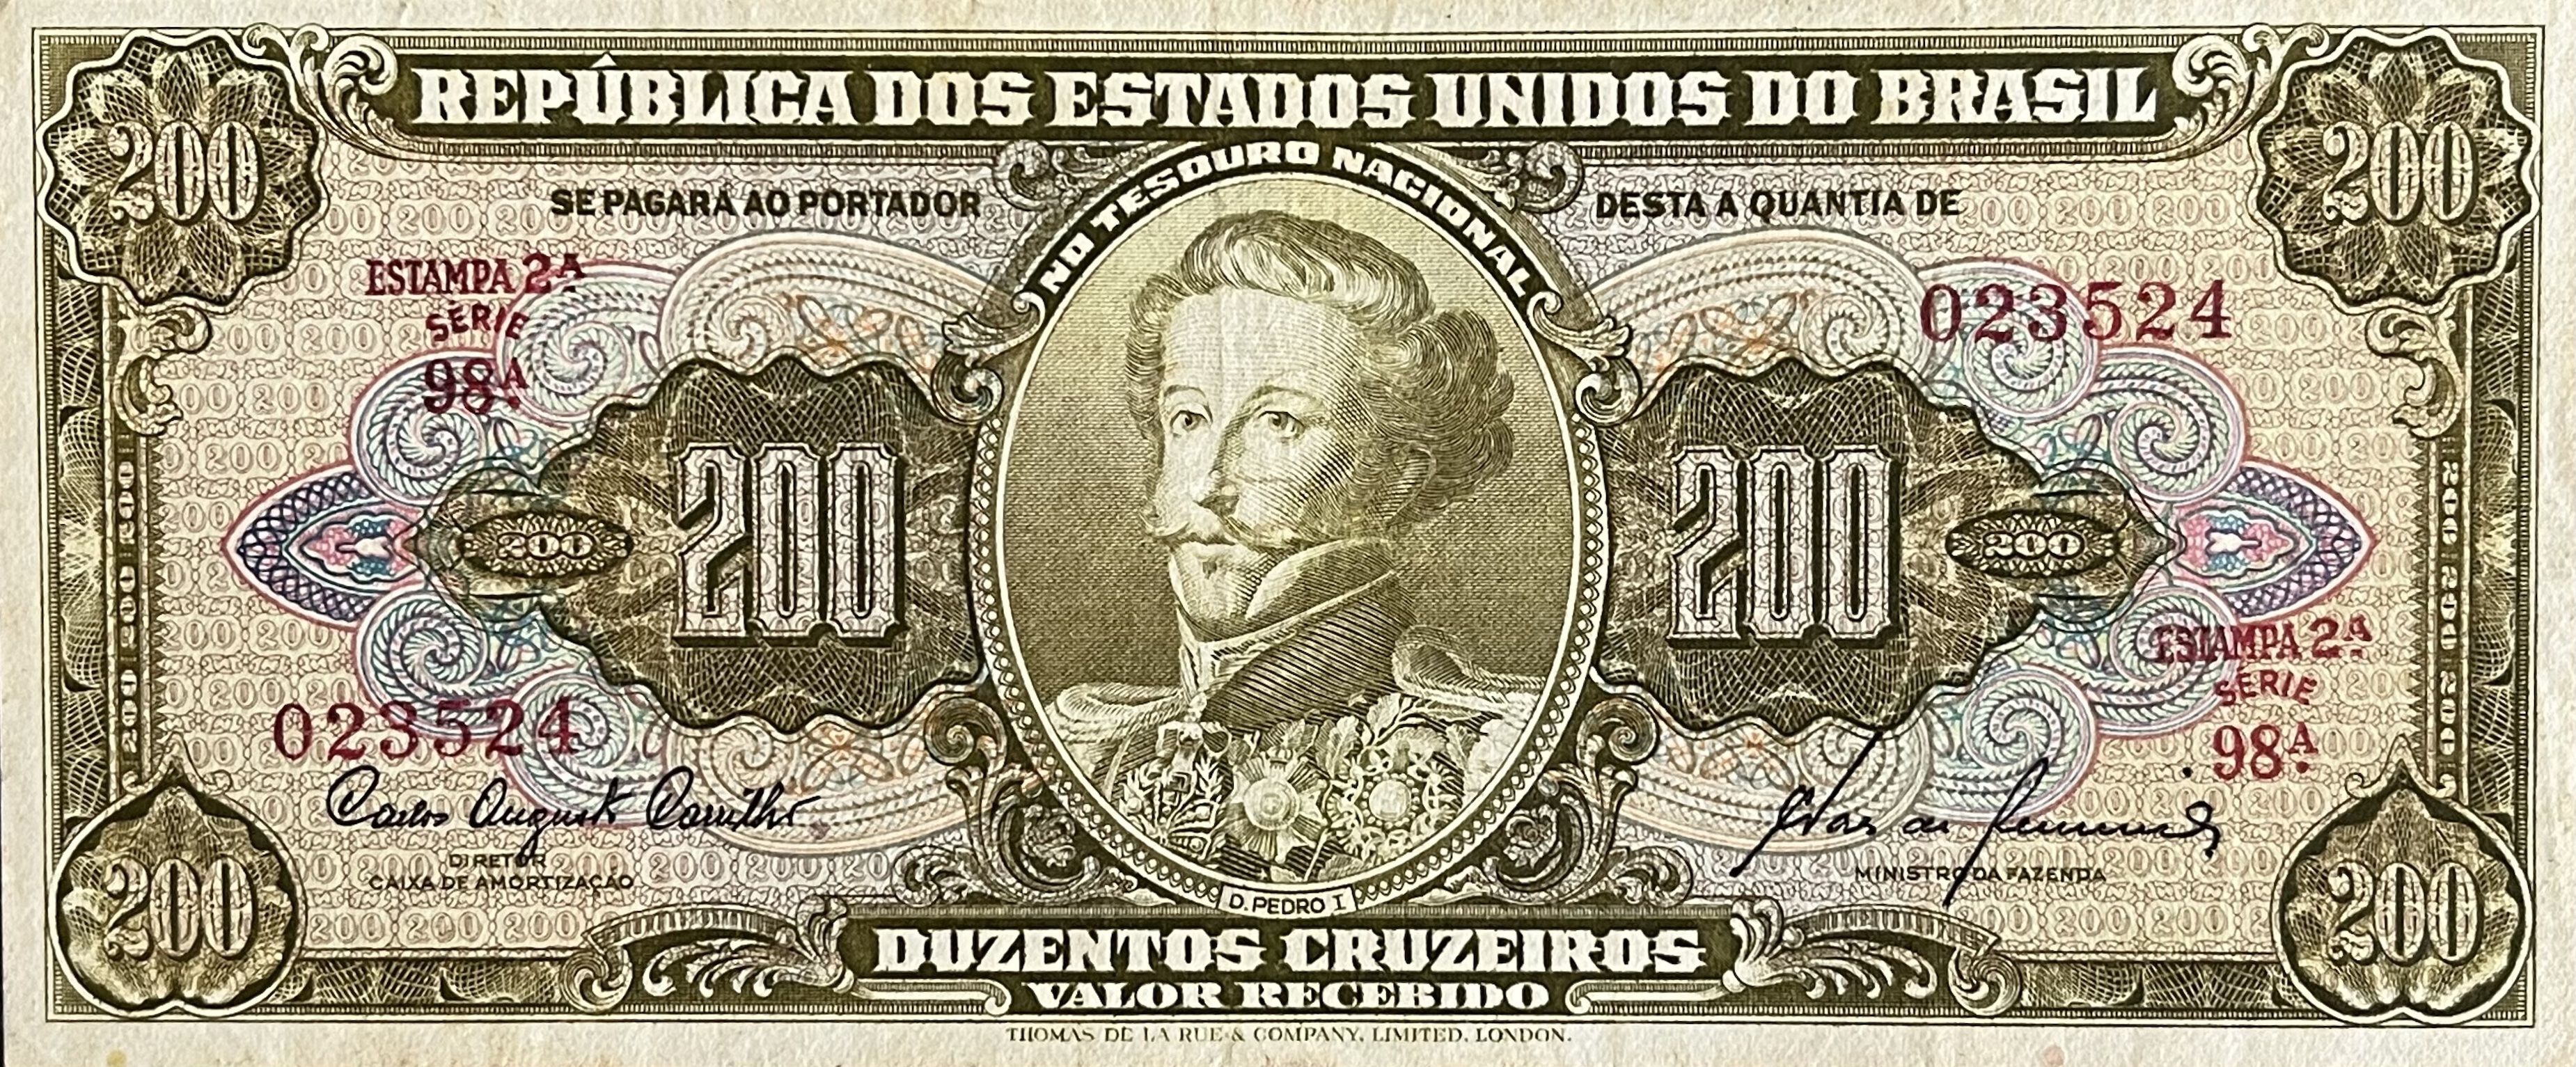 REPÚBLICA DOS ESTADOS UNIDOS DO BRASIL
200
200
NO TESOURO NACIONAL
SE PAGARÁ AO PORTADOR
DESTA A QUANTIA DE
ESTAMPA 2ª
SÉRIE
98ª
023524
200
200
200
200
023524
ESTAMPA 2ª
SÉRIE
98ª
Carlos Augusto Carrilho
DIRETOR
CAIXA DE AMORTIZAÇÃO
MINISTRO DA FAZENDA
D. PEDRO I
200
200
DUZENTOS CRUZEIROS
VALOR RECEBIDO
THOMAS DE LA RUE & COMPANY, LIMITED, LONDON.